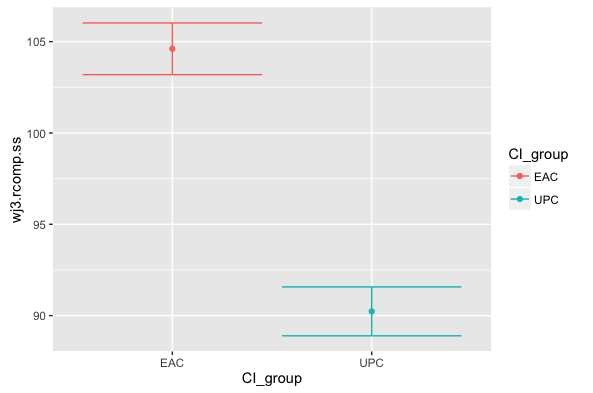 105
100
95
90
wj3.rcomp.ss
EAC
UPC
CI_group
CI_group
EAC
UPC